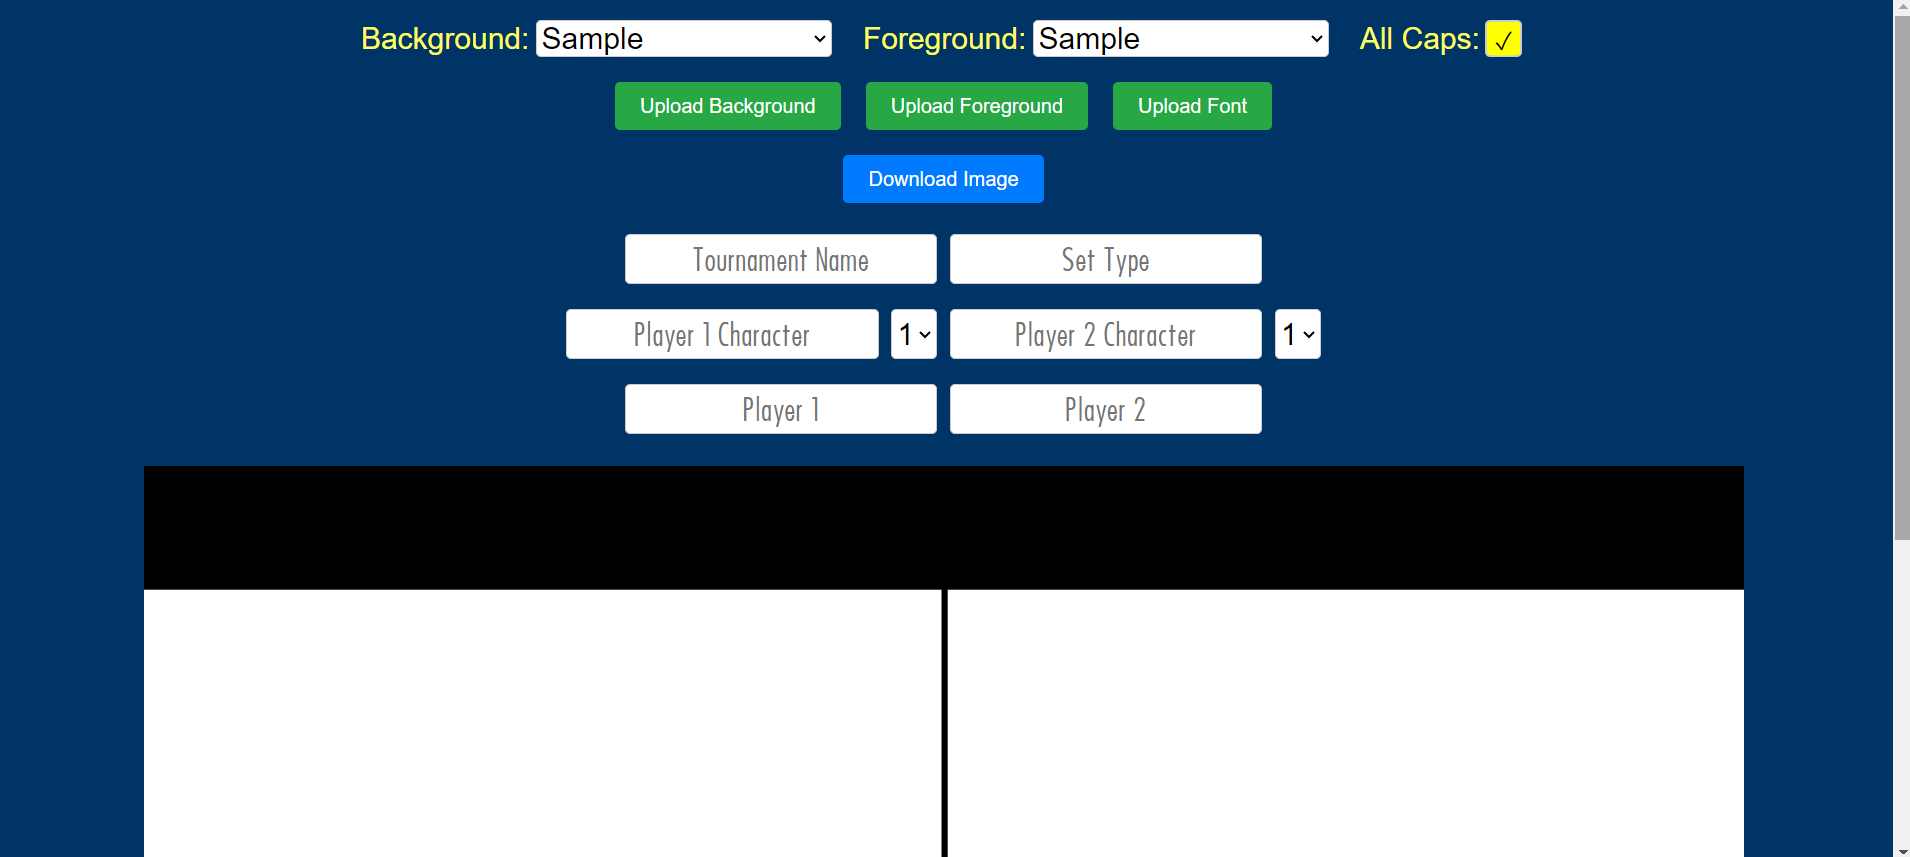 Background: Sample Foreground: Sample All Caps: ✓
Upload Background Upload Foreground Upload Font
Download Image
Tournament Name Set Type
Player 1 Character 1 Player 2 Character 1
Player 1 Player 2